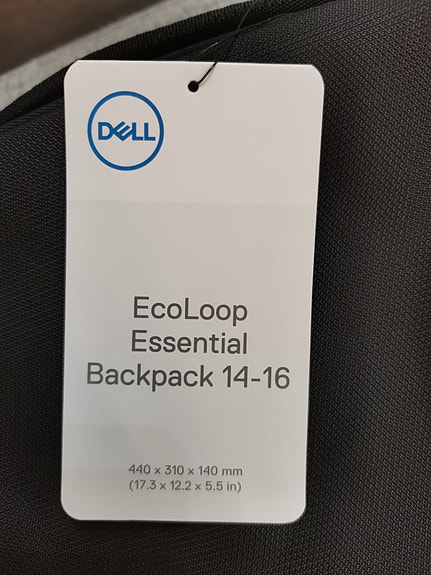 DELL
EcoLoop
Essential
Backpack 14-16
440 x 310 x 140 mm
(17.3 x 12.2 x 5.5 in)